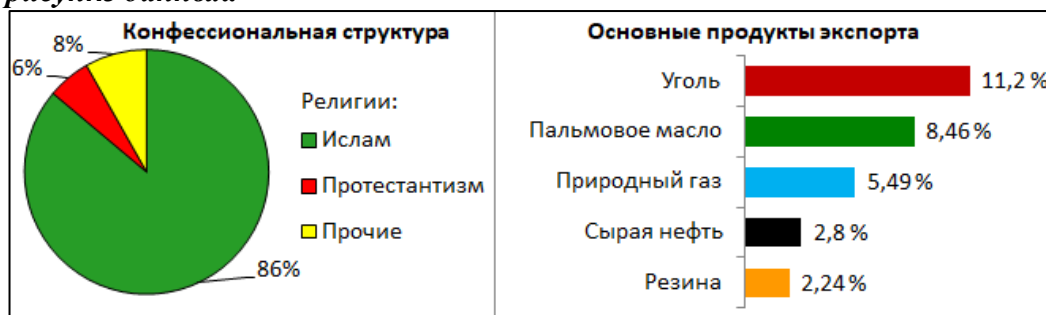 Конфессиональная структура
8%
6%
Религии:
Ислам
Протестантизм
Прочие
86%
Основные продукты экспорта
Уголь 11,2 %
Пальмовое масло 8,46 %
Природный газ 5,49 %
Сырая нефть 2,8 %
Резина 2,24 %